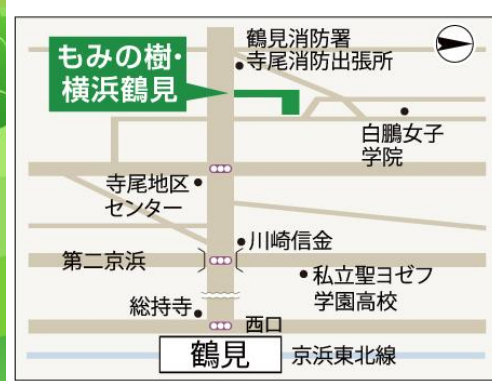 鶴見消防署
寺尾消防出張所
もみの樹・
横浜鶴見
白鵬女子
学院
寺尾地区
センター
川崎信金
第二京浜
私立聖ヨゼフ
学園高校
総持寺
西口
鶴見
京浜東北線